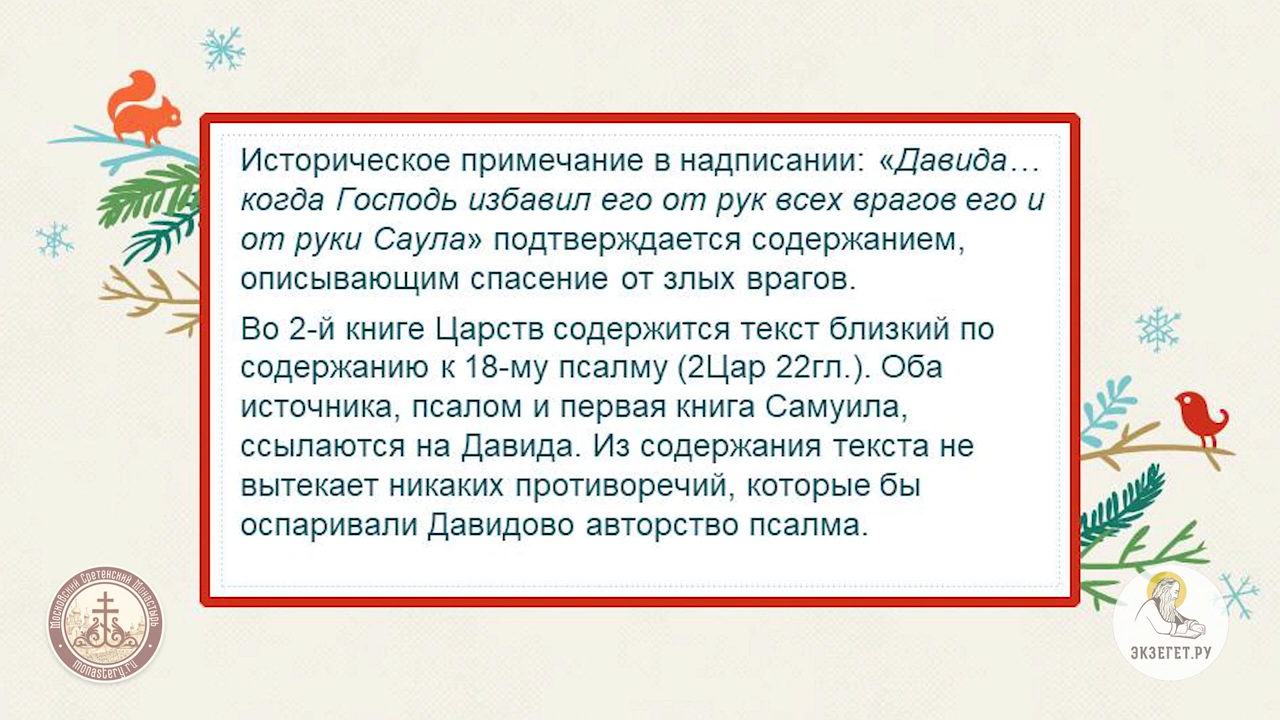 Историческое примечание в надписании: «Давида…
когда Господь избавил его от рук всех врагов его и
от руки Саула» подтверждается содержанием,
описывающим спасение от злых врагов.
Во 2-й книге Царств содержится текст близкий по
содержанию к 18-му псалму (2Цар 22гл.). Оба
источника, псалом и первая книга Самуила,
ссылаются на Давида. Из содержания текста не
вытекает никаких противоречий, которые бы
оспаривали Давидово авторство псалма.
Московский Сретенский Монастырь
monastery.ru
ЭКЗЕГЕТ.РУ